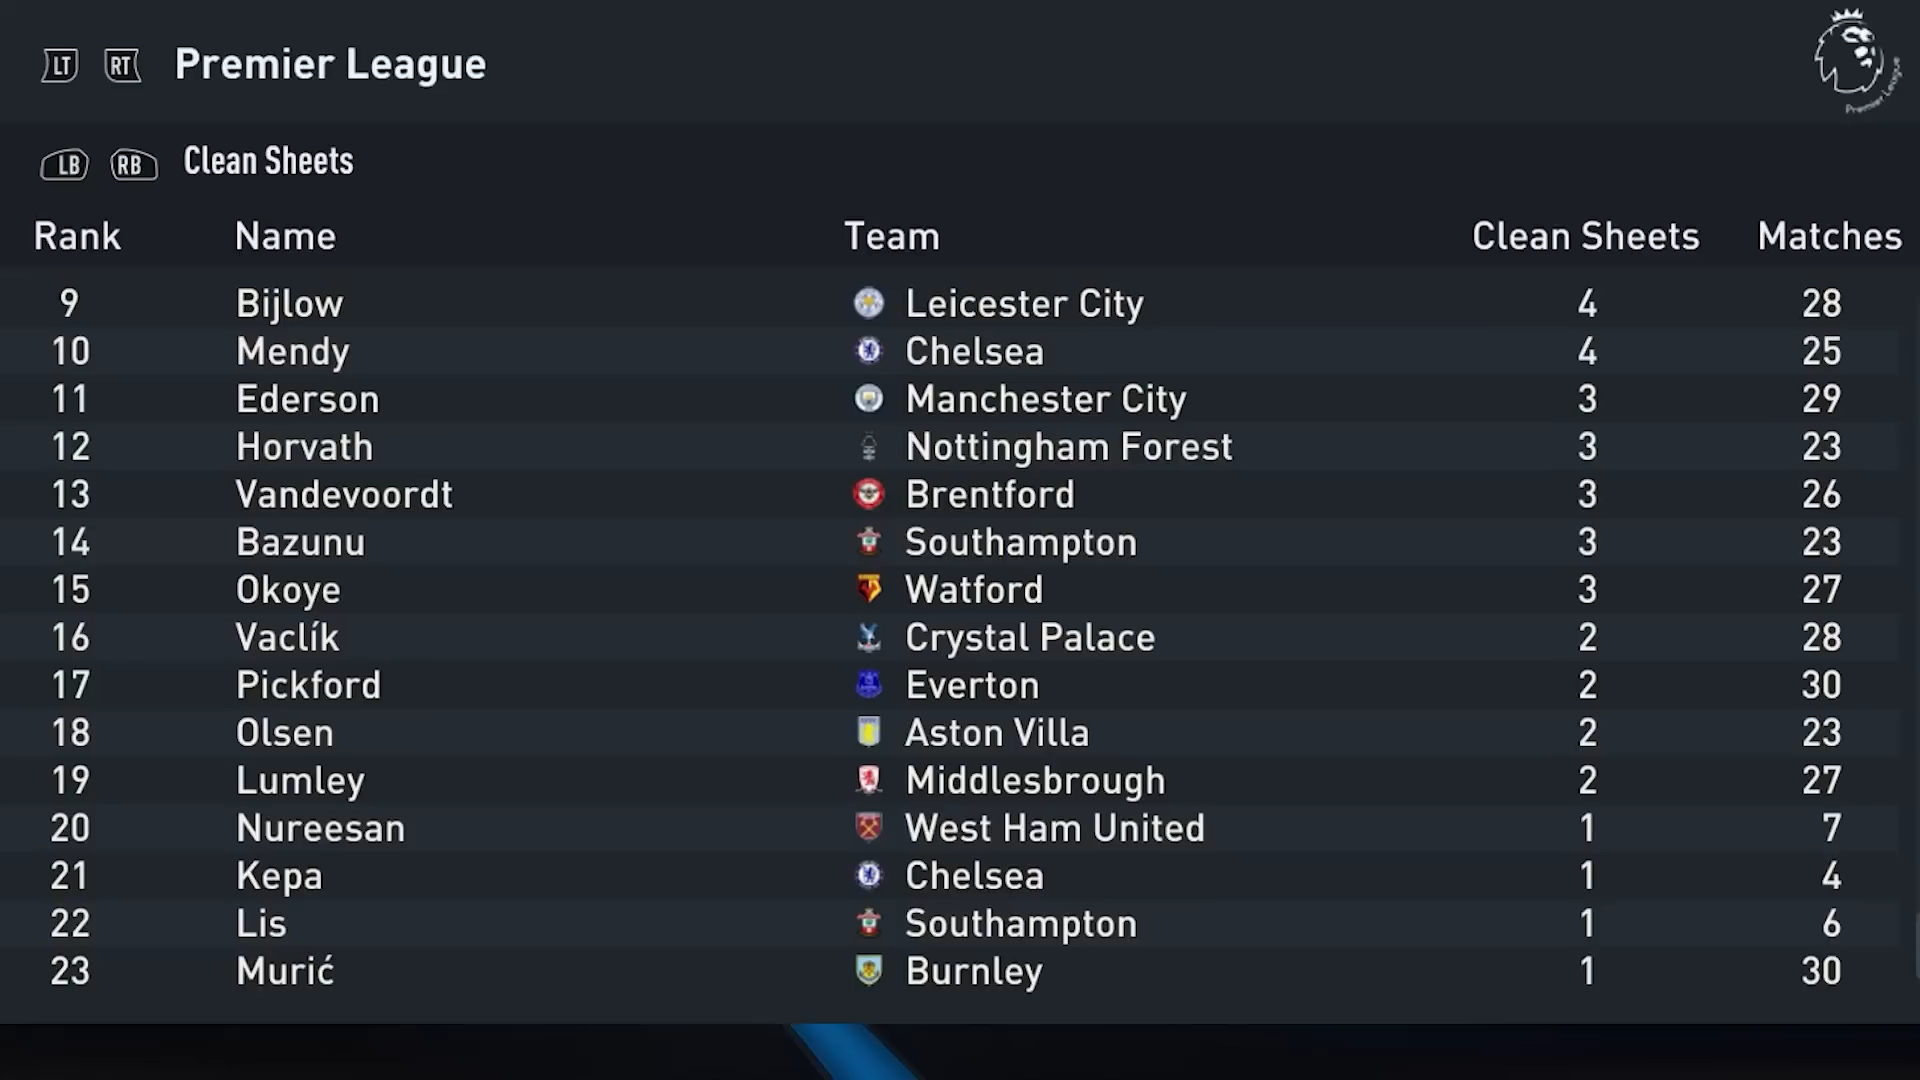 LT RT Premier League
Premier League
LB RB Clean Sheets
Rank Name Team Clean Sheets Matches
9 Bijlow Leicester City 4 28
10 Mendy Chelsea 4 25
11 Ederson Manchester City 3 29
12 Horvath Nottingham Forest 3 23
13 Vandevoordt Brentford 3 26
14 Bazunu Southampton 3 23
15 Okoye Watford 3 27
16 Vaclík Crystal Palace 2 28
17 Pickford Everton 2 30
18 Olsen Aston Villa 2 23
19 Lumley Middlesbrough 2 27
20 Nureesan West Ham United 1 7
21 Kepa Chelsea 1 4
22 Lis Southampton 1 6
23 Murić Burnley 1 30